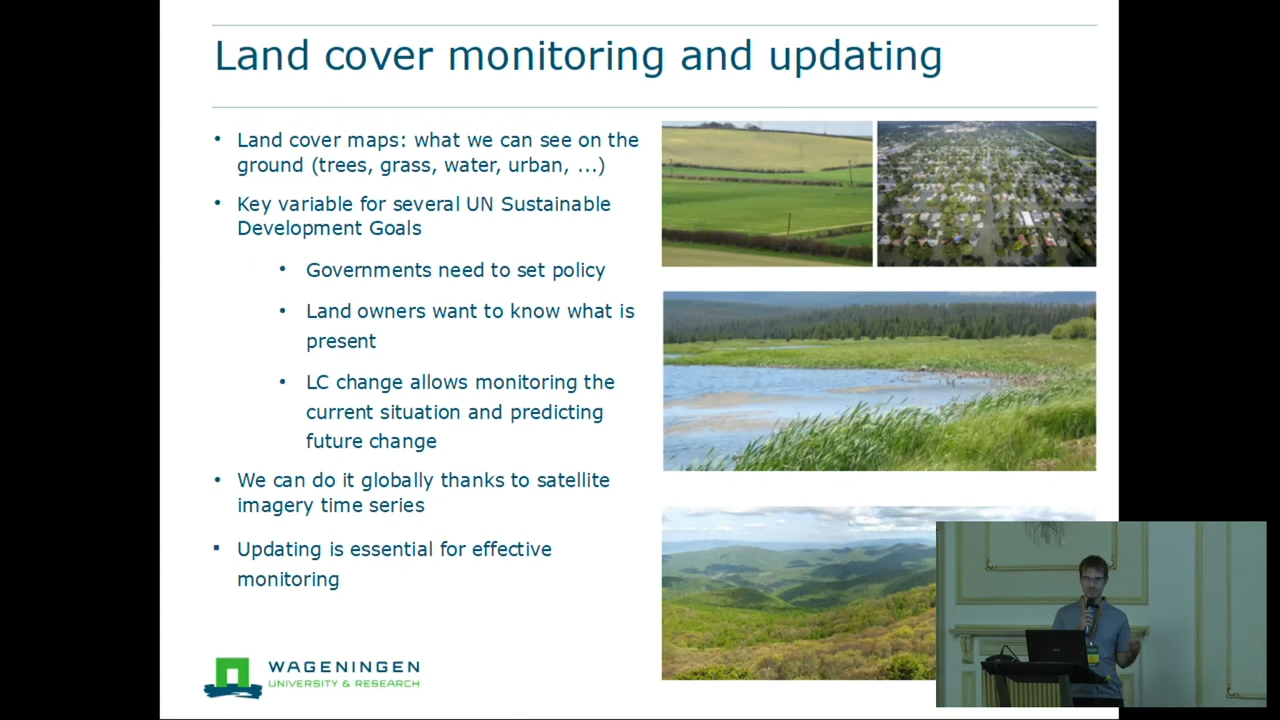 Land cover monitoring and updating
• Land cover maps: what we can see on the
ground (trees, grass, water, urban, ...)
• Key variable for several UN Sustainable
Development Goals
• Governments need to set policy
• Land owners want to know what is
present
• LC change allows monitoring the
current situation and predicting
future change
• We can do it globally thanks to satellite
imagery time series
▪ Updating is essential for effective
monitoring
WAGENINGEN
UNIVERSITY & RESEARCH